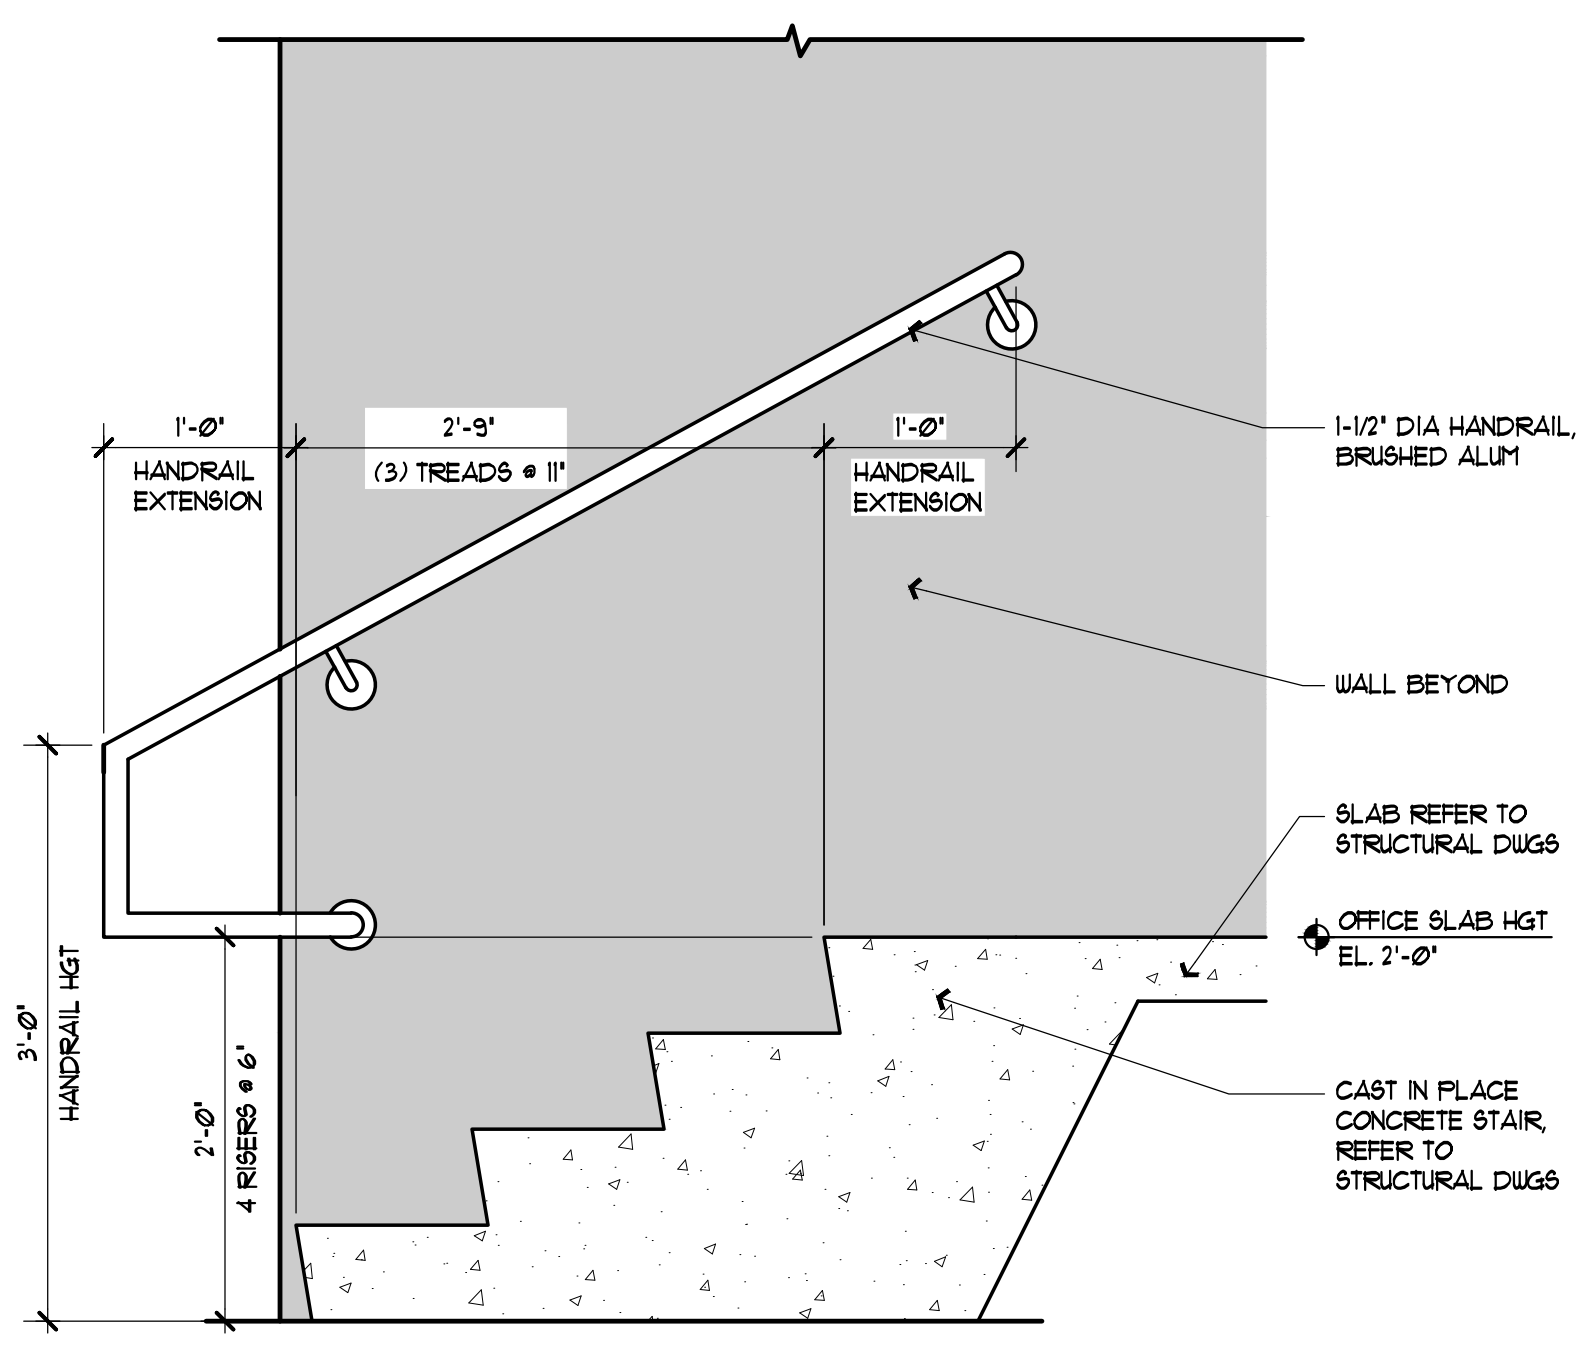 1'-0"
HANDRAIL
EXTENSION
2'-9"
(3) TREADS @ 11"
1'-0"
HANDRAIL
EXTENSION
1-1/2" DIA HANDRAIL,
BRUSHED ALUM
WALL BEYOND
SLAB REFER TO
STRUCTURAL DWGS
OFFICE SLAB HGT
EL. 2'-0"
CAST IN PLACE
CONCRETE STAIR,
REFER TO
STRUCTURAL DWGS
3'-0"
HANDRAIL HGT
2'-0"
4 RISERS @ 6"